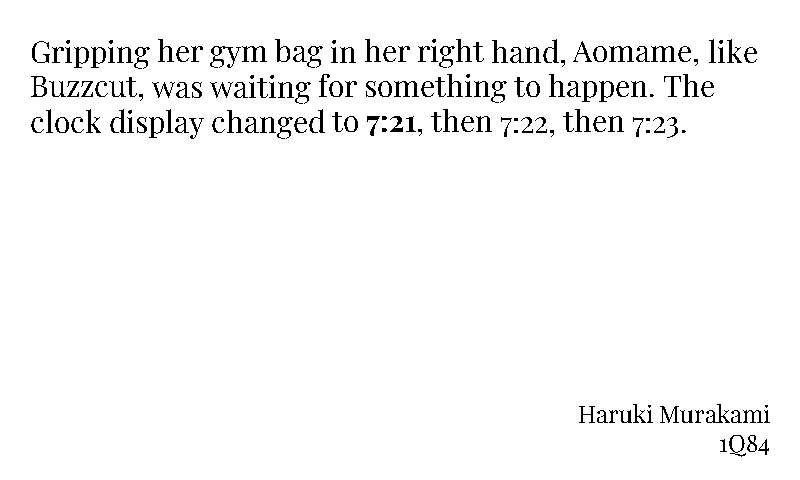 Gripping her gym bag in her right hand, Aomame, like
Buzzcut, was waiting for something to happen. The
clock display changed to 7:21, then 7:22, then 7:23.
Haruki Murakami
1Q84